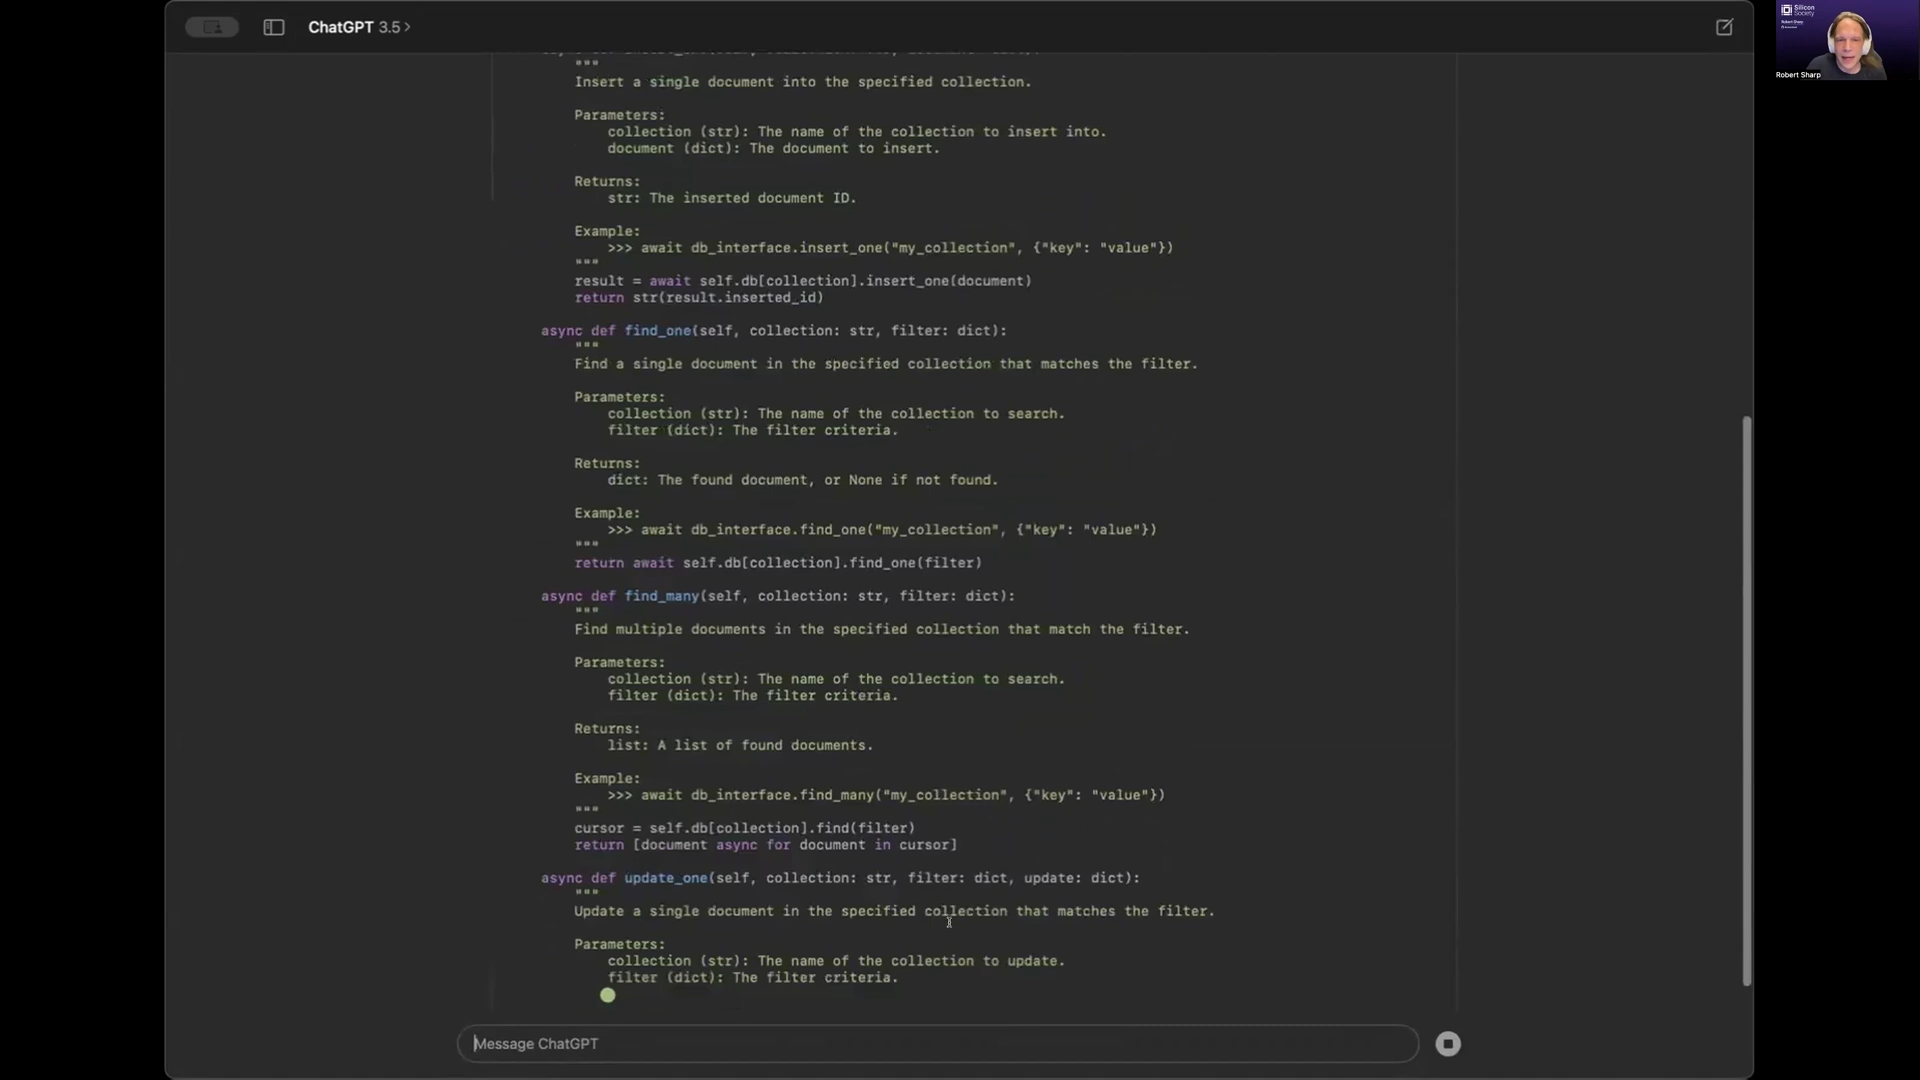 ChatGPT 3.5 >
Silicon Society
Robert Sharp
"""
Insert a single document into the specified collection.
Parameters:
collection (str): The name of the collection to insert into.
document (dict): The document to insert.
Returns:
str: The inserted document ID.
Example:
>>> await db_interface.insert_one("my_collection", {"key": "value"})
"""
result = await self.db[collection].insert_one(document)
return str(result.inserted_id)
async def find_one(self, collection: str, filter: dict):
"""
Find a single document in the specified collection that matches the filter.
Parameters:
collection (str): The name of the collection to search.
filter (dict): The filter criteria.
Returns:
dict: The found document, or None if not found.
Example:
>>> await db_interface.find_one("my_collection", {"key": "value"})
"""
return await self.db[collection].find_one(filter)
async def find_many(self, collection: str, filter: dict):
"""
Find multiple documents in the specified collection that match the filter.
Parameters:
collection (str): The name of the collection to search.
filter (dict): The filter criteria.
Returns:
list: A list of found documents.
Example:
>>> await db_interface.find_many("my_collection", {"key": "value"})
"""
cursor = self.db[collection].find(filter)
return [document async for document in cursor]
async def update_one(self, collection: str, filter: dict, update: dict):
"""
Update a single document in the specified collection that matches the filter.
Parameters:
collection (str): The name of the collection to update.
filter (dict): The filter criteria.
Message ChatGPT